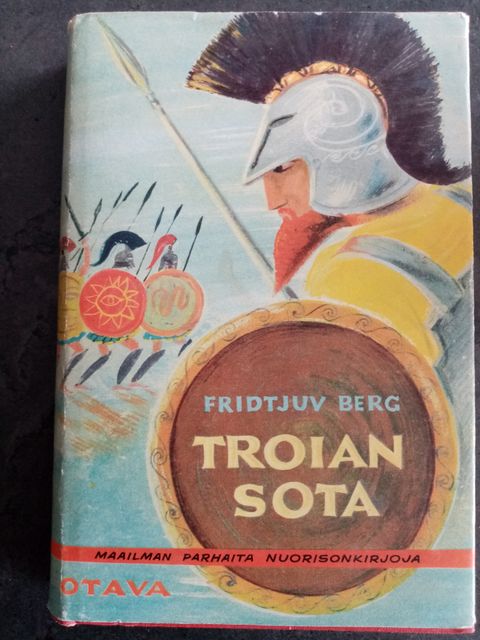 FRIDTJUV BERG
TROIAN
SOTA
MAAILMAN PARHAITA NUORISONKIRJOJA
OTAVA